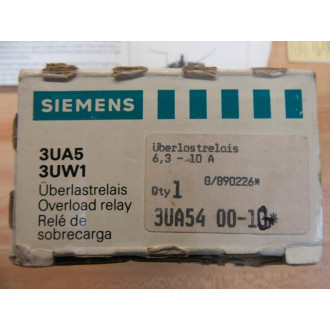 SIEMENS
3UA5
3UW1
Überlastrelais
Overload relay
Relé de
sobrecarga
Überlastrelais
6,3 - 10 A
G/890226*
Qty 1
3UA54 00-1